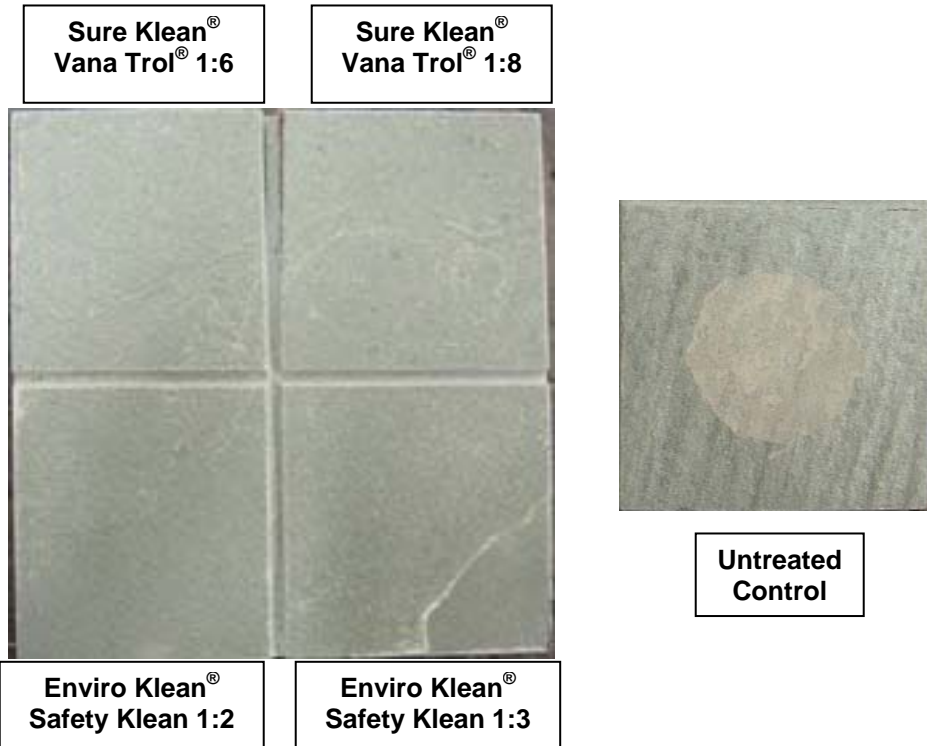 Sure Klean®
Vana Trol® 1:6
Sure Klean®
Vana Trol® 1:8
Untreated
Control
Enviro Klean®
Safety Klean 1:2
Enviro Klean®
Safety Klean 1:3